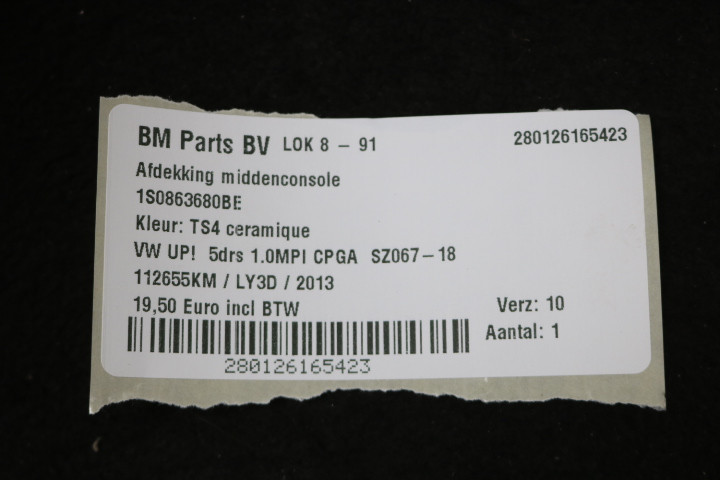 BM Parts BV LOK 8 - 91 280126165423
Afdekking middenconsole
1S0863680BE
Kleur: TS4 ceramique
VW UP! 5drs 1.0MPI CPGA SZ067-18
112655KM / LY3D / 2013
19,50 Euro incl BTW Verz: 10
Aantal: 1
280126165423